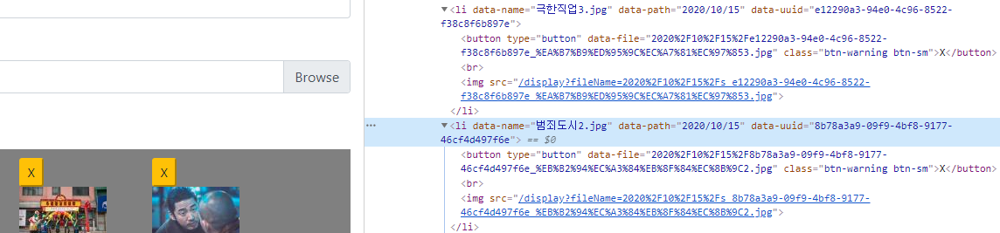 Browse
X
X
▼<li data-name="극한직업3.jpg" data-path="2020/10/15" data-uuid="e12290a3-94e0-4c96-8522-
f38c8f6b897e">
<button type="button" data-file="2020%2F10%2F15%2Fe12290a3-94e0-4c96-8522-
f38c8f6b897e_%EA%B7%B9%ED%95%9C%EC%A7%81%EC%97%853.jpg" class="btn-warning btn-sm">X</button>
<br>
<img src="/display?fileName=2020%2F10%2F15%2Fs_e12290a3-94e0-4c96-8522-
f38c8f6b897e_%EA%B7%B9%ED%95%9C%EC%A7%81%EC%97%853.jpg">
</li>
… ▼<li data-name="범죄도시2.jpg" data-path="2020/10/15" data-uuid="8b78a3a9-09f9-4bf8-9177-
46cf4d497f6e"> == $0
<button type="button" data-file="2020%2F10%2F15%2F8b78a3a9-09f9-4bf8-9177-
46cf4d497f6e_%EB%B2%94%EC%A3%84%EB%8F%84%EC%8B%9C2.jpg" class="btn-warning btn-sm">X</button>
<br>
<img src="/display?fileName=2020%2F10%2F15%2Fs_8b78a3a9-09f9-4bf8-9177-
46cf4d497f6e_%EB%B2%94%EC%A3%84%EB%8F%84%EC%8B%9C2.jpg">
</li>